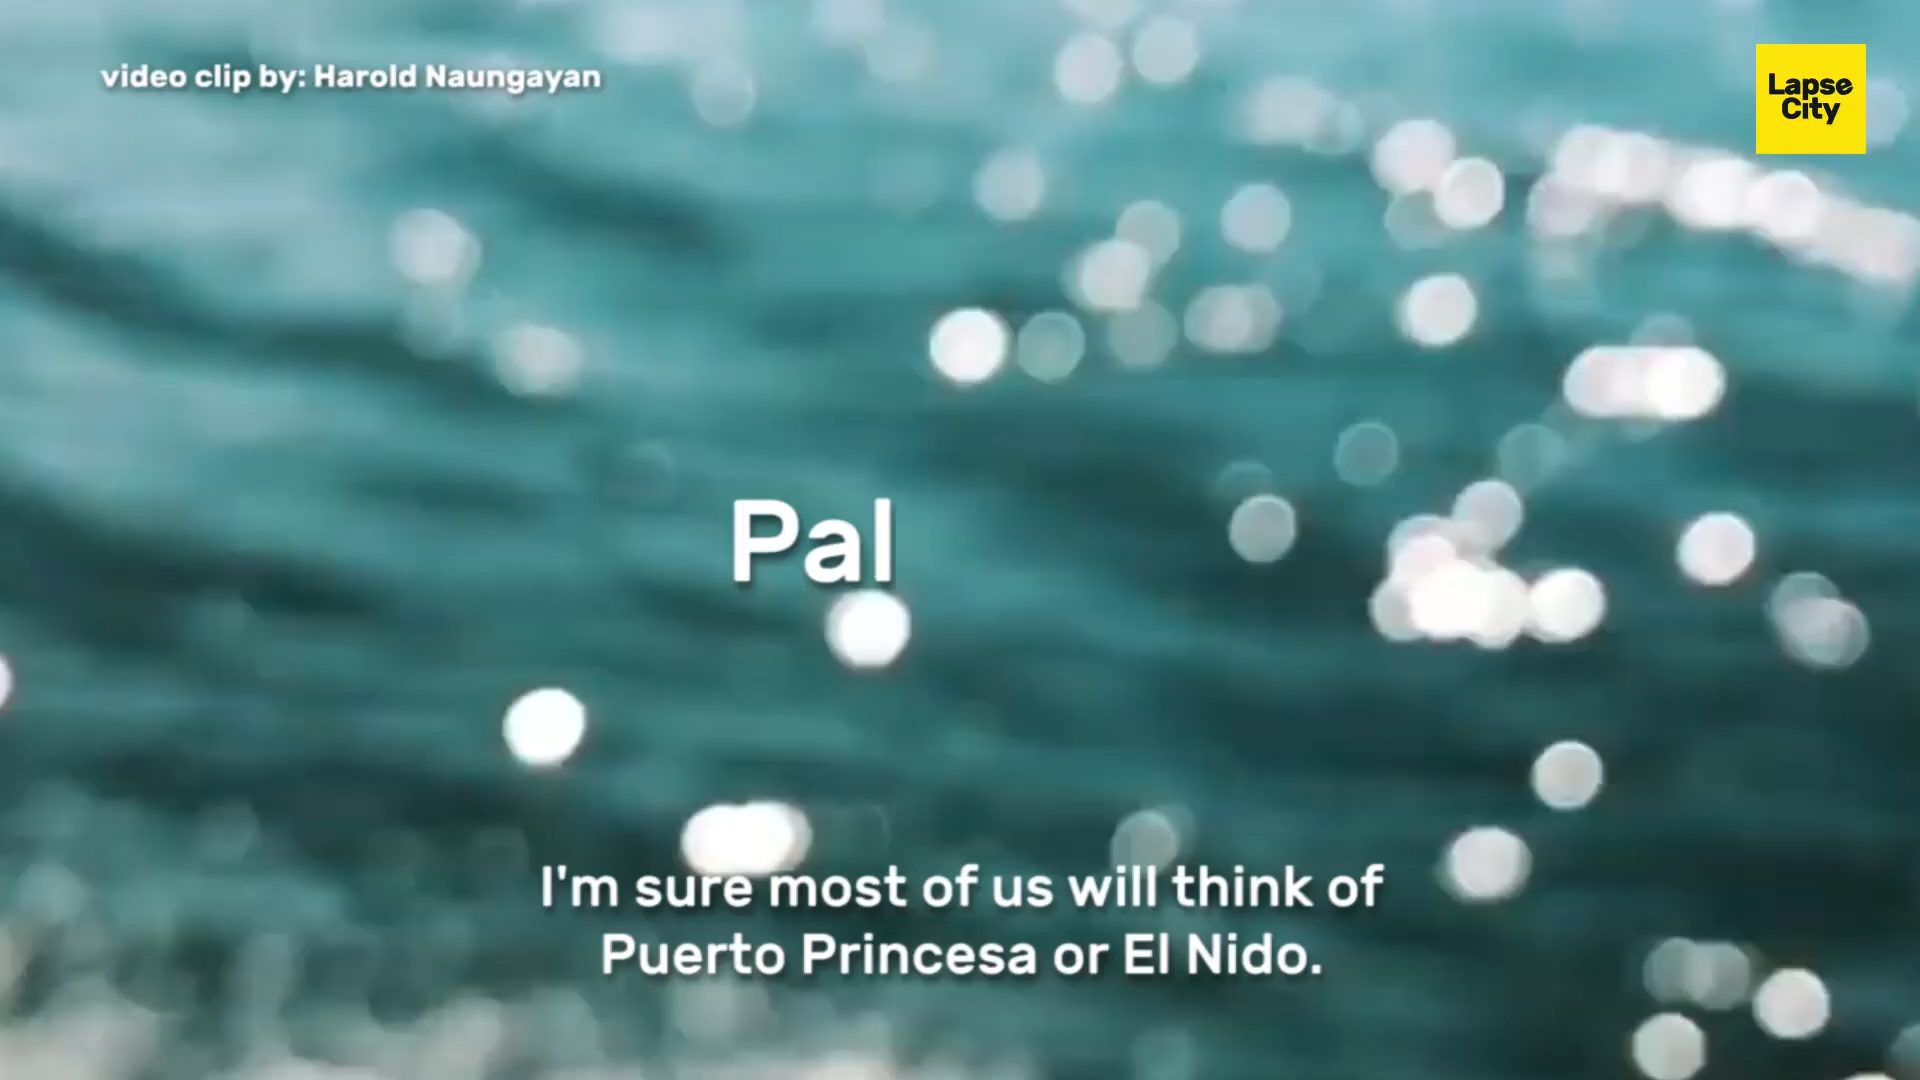 video clip by: Harold Naungayan
Lapse
City
Pal
I'm sure most of us will think of
Puerto Princesa or El Nido.